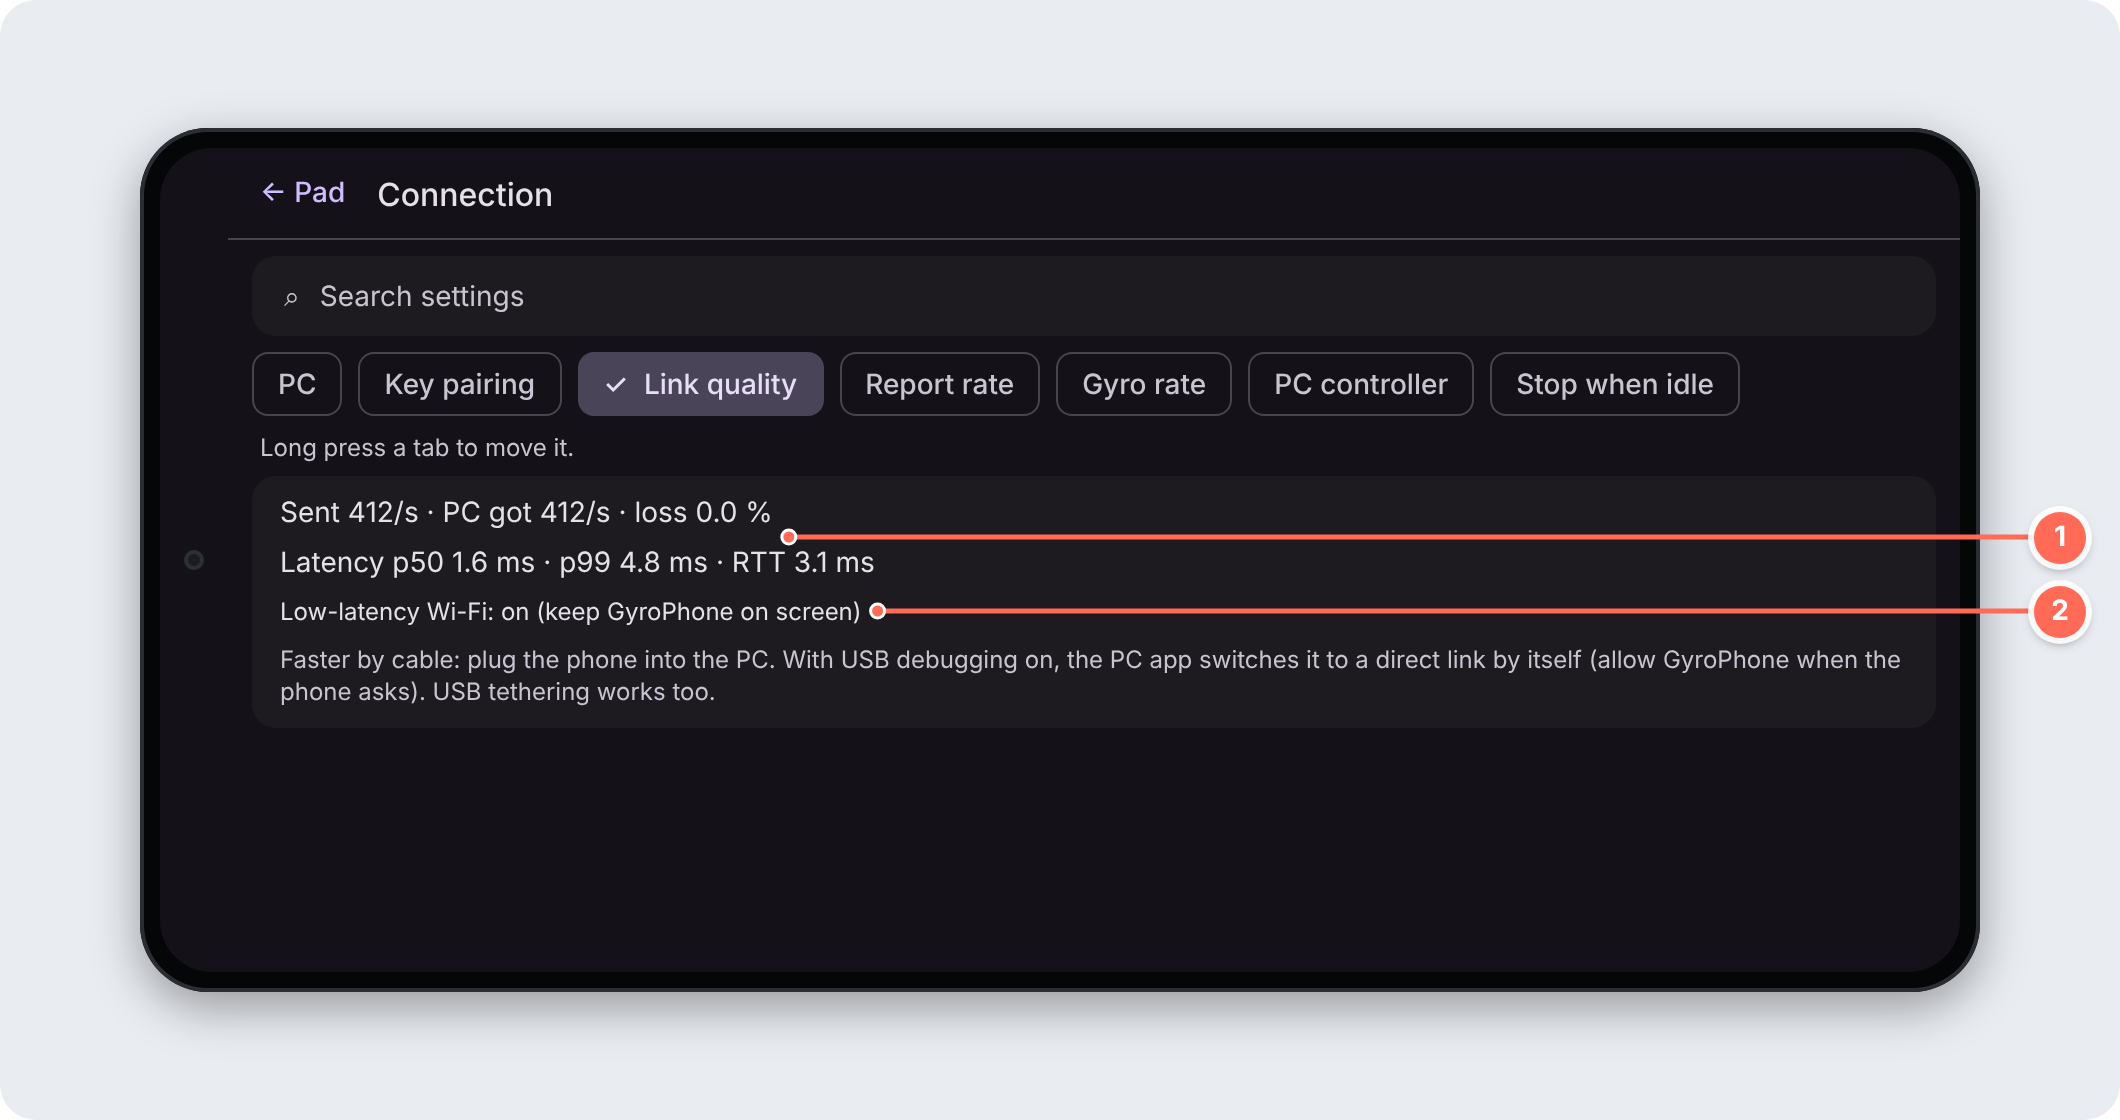 ← Pad Connection
Search settings
PC Key pairing ✓ Link quality Report rate Gyro rate PC controller Stop when idle
Long press a tab to move it.
Sent 412/s · PC got 412/s · loss 0.0 %
1
Latency p50 1.6 ms · p99 4.8 ms · RTT 3.1 ms
Low-latency Wi-Fi: on (keep GyroPhone on screen)
2
Faster by cable: plug the phone into the PC. With USB debugging on, the PC app switches it to a direct link by itself (allow GyroPhone when the
phone asks). USB tethering works too.